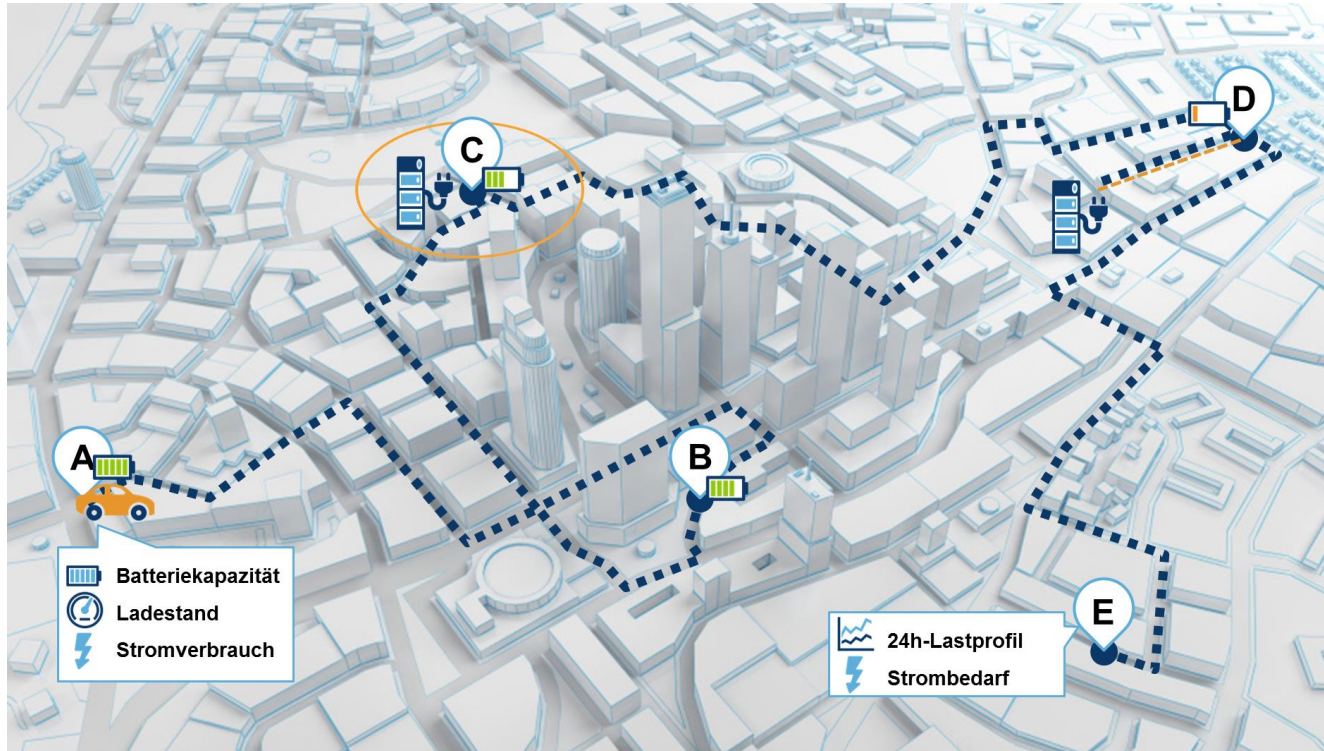 D
C
A
B
Batteriekapazität
Ladestand
Stromverbrauch
E
24h-Lastprofil
Strombedarf